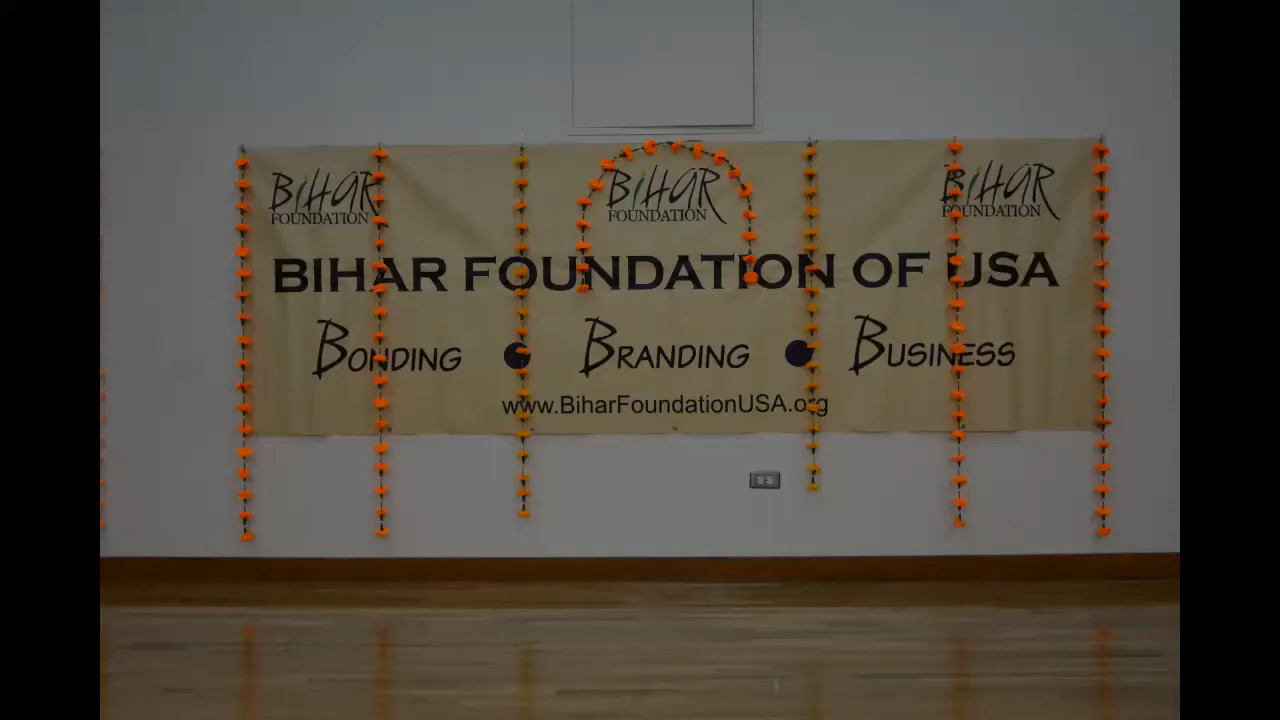 BIHAR FOUNDATION BIHAR FOUNDATION BIHAR FOUNDATION
BIHAR FOUNDATION OF USA
BONDING ● BRANDING ● BUSINESS
www.BiharFoundationUSA.org